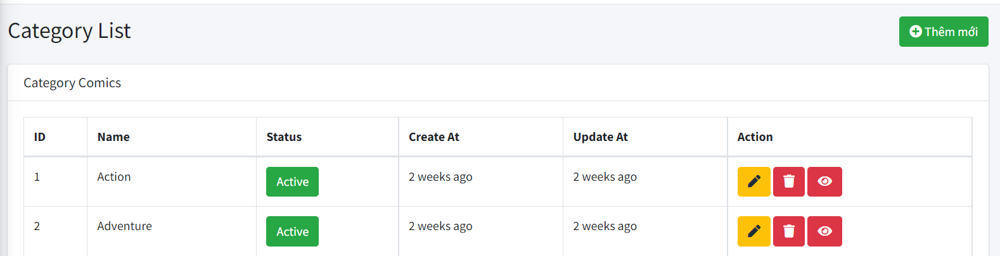 Category List
Thêm mới
Category Comics
ID Name Status Create At Update At Action
1 Action Active 2 weeks ago 2 weeks ago
2 Adventure Active 2 weeks ago 2 weeks ago